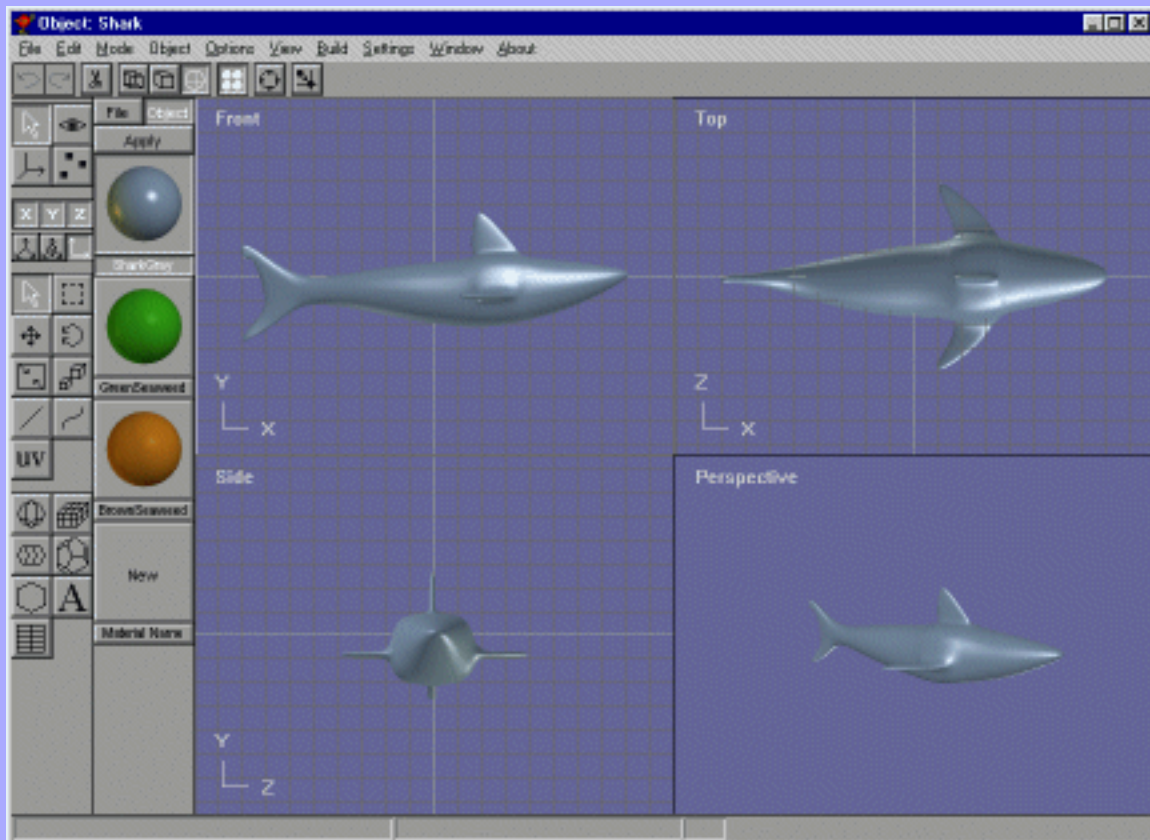 Object: Shark
File Edit Mode Object Options View Build Settings Window About
File Object
Apply
SharkGray
GreenSeaweed
BrownSeaweed
New
Material Name
X Y Z
UV
A
Front
Y
X
Top
Z
X
Side
Y
Z
Perspective